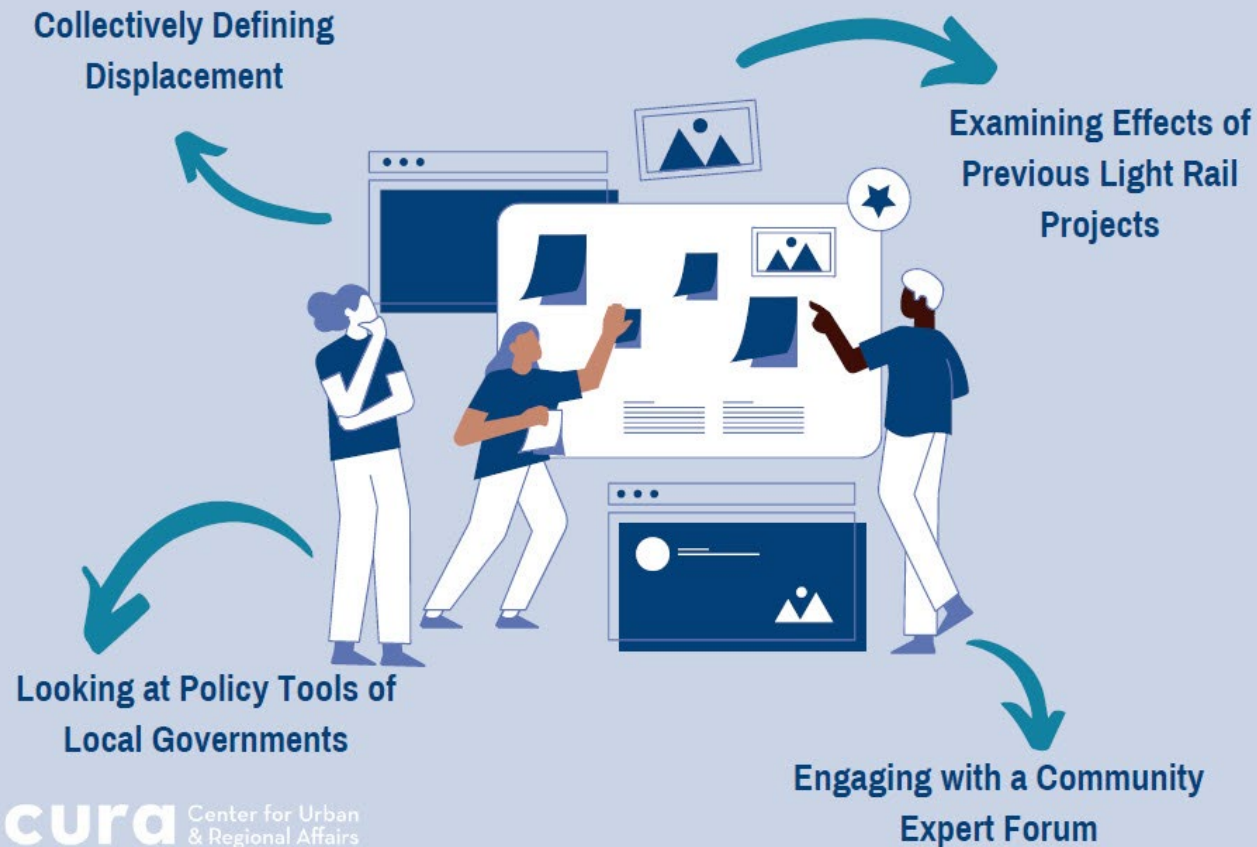 Collectively Defining
Displacement
Examining Effects of
Previous Light Rail
Projects
Looking at Policy Tools of
Local Governments
Engaging with a Community
Expert Forum
cura Center for Urban
& Regional Affairs